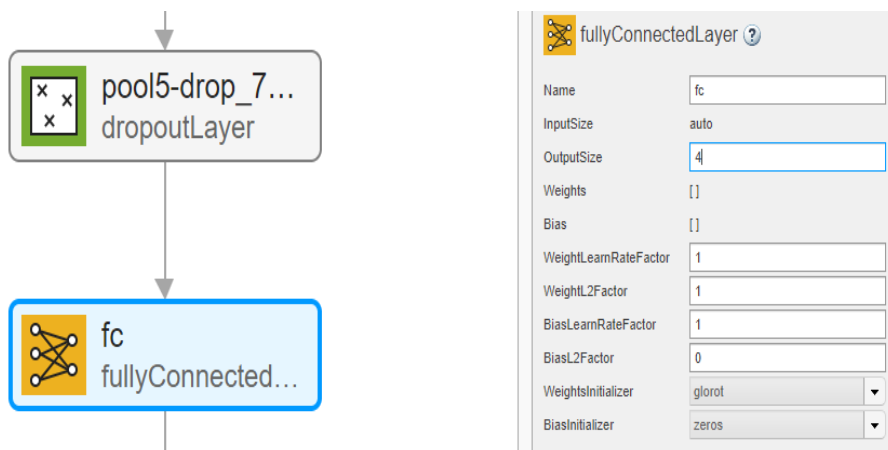 pool5-drop_7...
dropoutLayer
fc
fullyConnected...
fullyConnectedLayer ?
Name fc
InputSize auto
OutputSize 4
Weights []
Bias []
WeightLearnRateFactor 1
WeightL2Factor 1
BiasLearnRateFactor 1
BiasL2Factor 0
WeightsInitializer glorot
BiasInitializer zeros